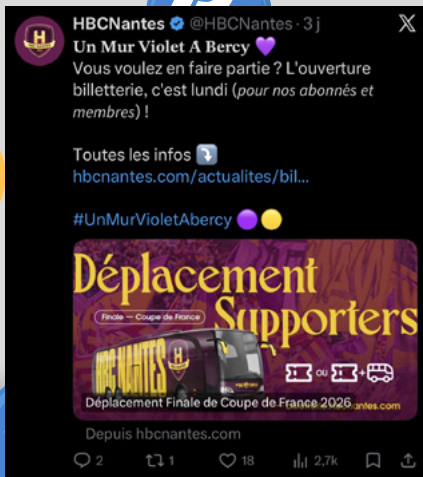 HBCNantes @HBCNantes · 3 j
Un Mur Violet A Bercy
Vous voulez en faire partie ? L'ouverture
billetterie, c'est lundi (pour nos abonnés et
membres) !
Toutes les infos
hbcnantes.com/actualites/bil...
#UnMurVioletAbercy
Déplacement
Supporters
Finale — Coupe de France
HBC NANTES
OU
+
Déplacement Finale de Coupe de France 2026
Depuis hbcnantes.com
2 1 18 2,7k